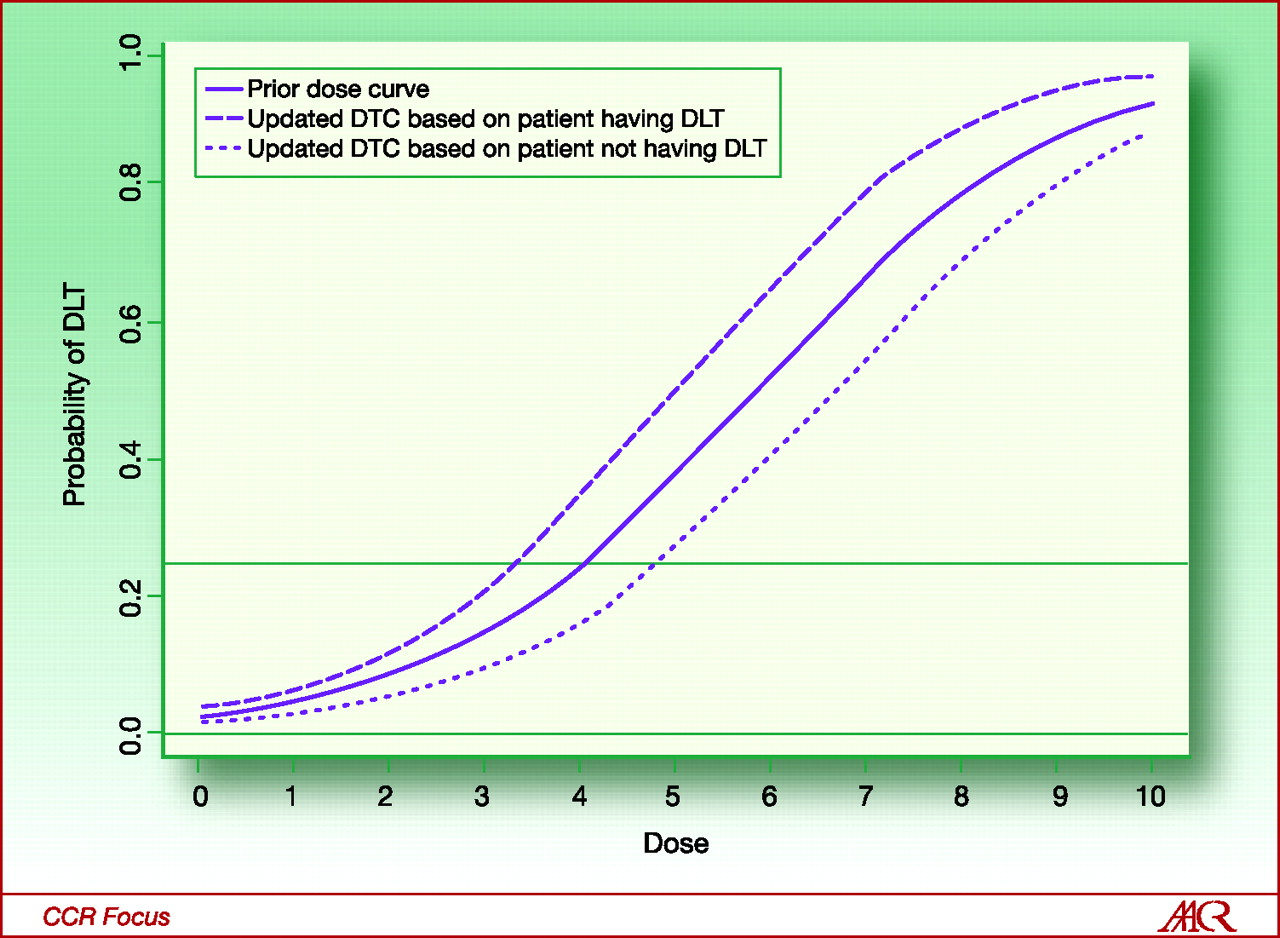 1.0
Prior dose curve
Updated DTC based on patient having DLT
Updated DTC based on patient not having DLT
0.8
0.6
Probability of DLT
0.4
0.2
0.0
0 1 2 3 4 5 6 7 8 9 10
Dose
CCR Focus
AACR